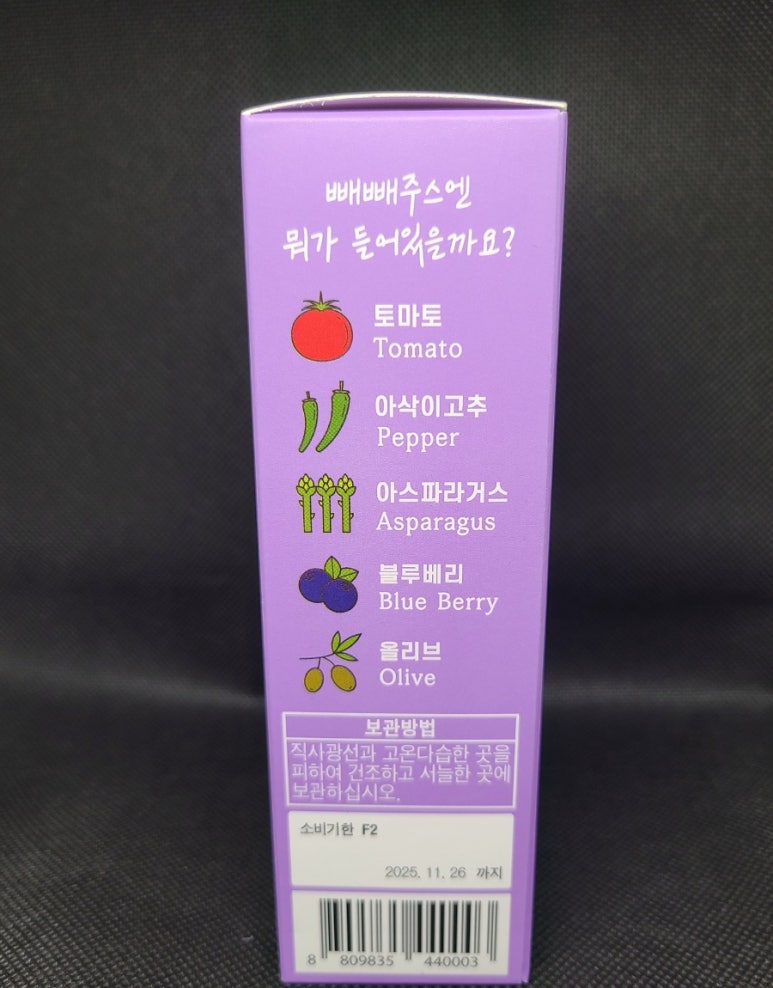 빼빼주스엔
뭐가 들어있을까요?
토마토
Tomato
아삭이고추
Pepper
아스파라거스
Asparagus
블루베리
Blue Berry
올리브
Olive
보관방법
직사광선과 고온다습한 곳을
피하여 건조하고 서늘한 곳에
보관하십시오.
소비기한 F2
2025. 11. 26 까지
8 809835 440003